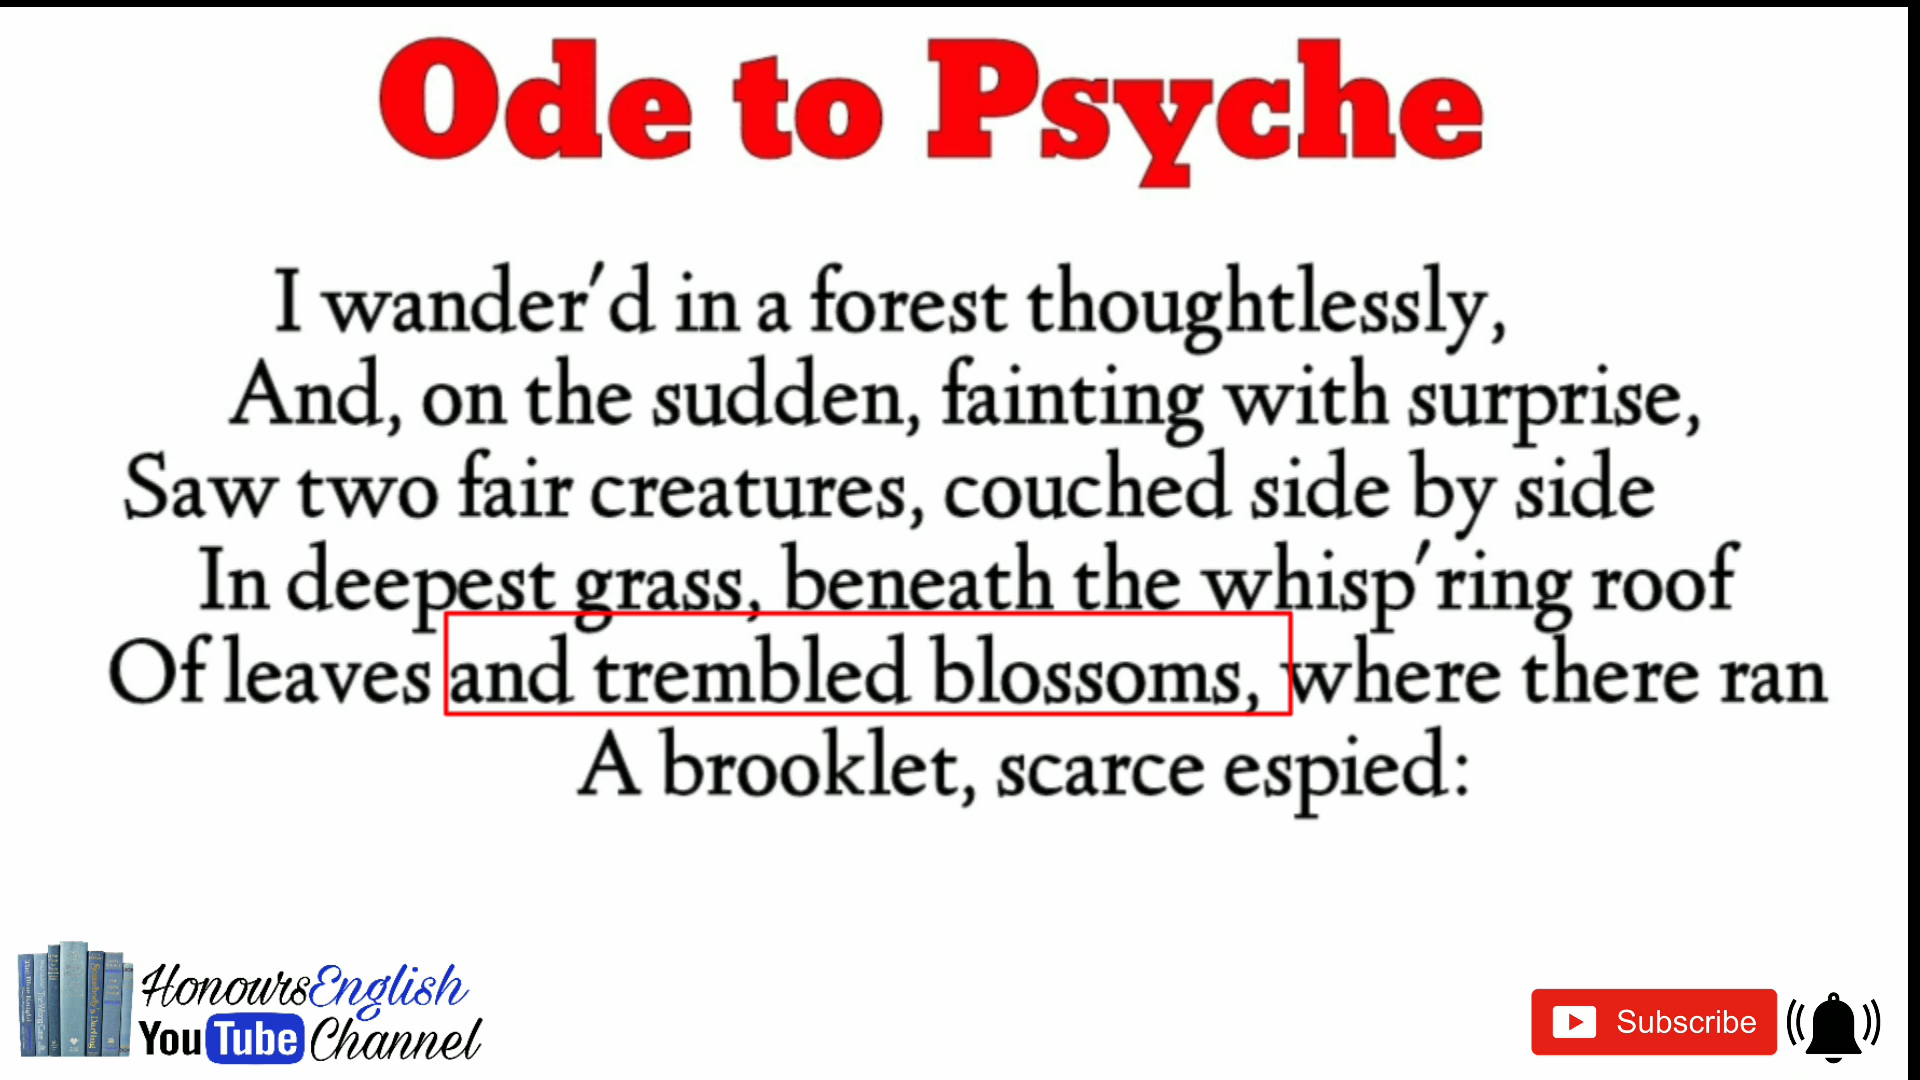 Ode to Psyche
I wander'd in a forest thoughtlessly,
And, on the sudden, fainting with surprise,
Saw two fair creatures, couched side by side
In deepest grass, beneath the whisp'ring roof
Of leaves and trembled blossoms, where there ran
A brooklet, scarce espied:
HonoursEnglish
YouTube Channel
Subscribe